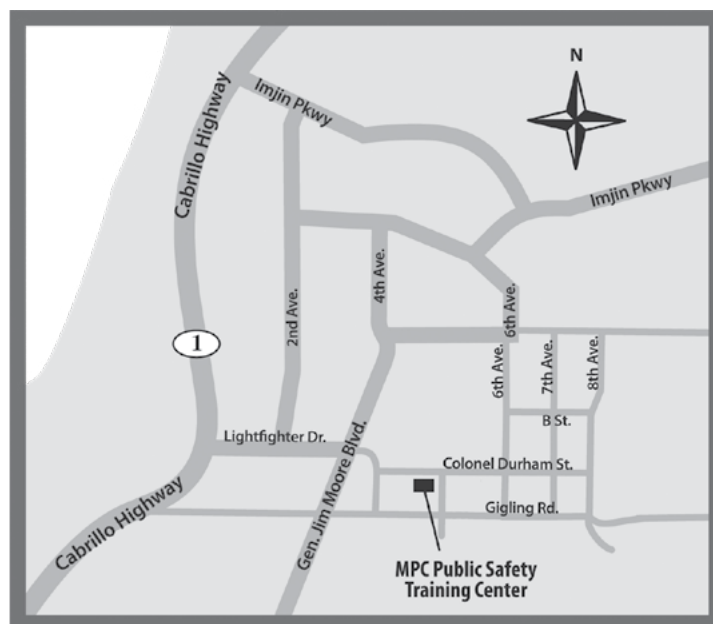 N
Imjin Pkwy
Cabrillo Highway
Imjin Pkwy
4th Ave.
6th Ave.
2nd Ave.
1
6th Ave.
7th Ave.
8th Ave.
B St.
Lightfighter Dr.
Gen. Jim Moore Blvd.
Colonel Durham St.
Gigling Rd.
Cabrillo Highway
MPC Public Safety
Training Center